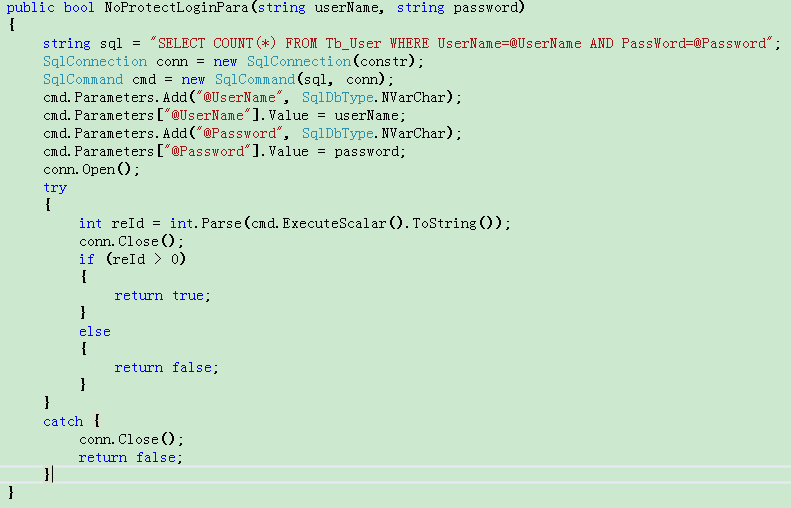 public bool NoProtectLoginPara(string userName, string password)
{
    string sql = "SELECT COUNT(*) FROM Tb_User WHERE UserName=@UserName AND PassWord=@Password";
    SqlConnection conn = new SqlConnection(constr);
    SqlCommand cmd = new SqlCommand(sql, conn);
    cmd.Parameters.Add("@UserName", SqlDbType.NVarChar);
    cmd.Parameters["@UserName"].Value = userName;
    cmd.Parameters.Add("@Password", SqlDbType.NVarChar);
    cmd.Parameters["@Password"].Value = password;
    conn.Open();
    try
    {
        int reId = int.Parse(cmd.ExecuteScalar().ToString());
        conn.Close();
        if (reId > 0)
        {
            return true;
        }
        else
        {
            return false;
        }
    }
    catch {
        conn.Close();
        return false;
    }
}